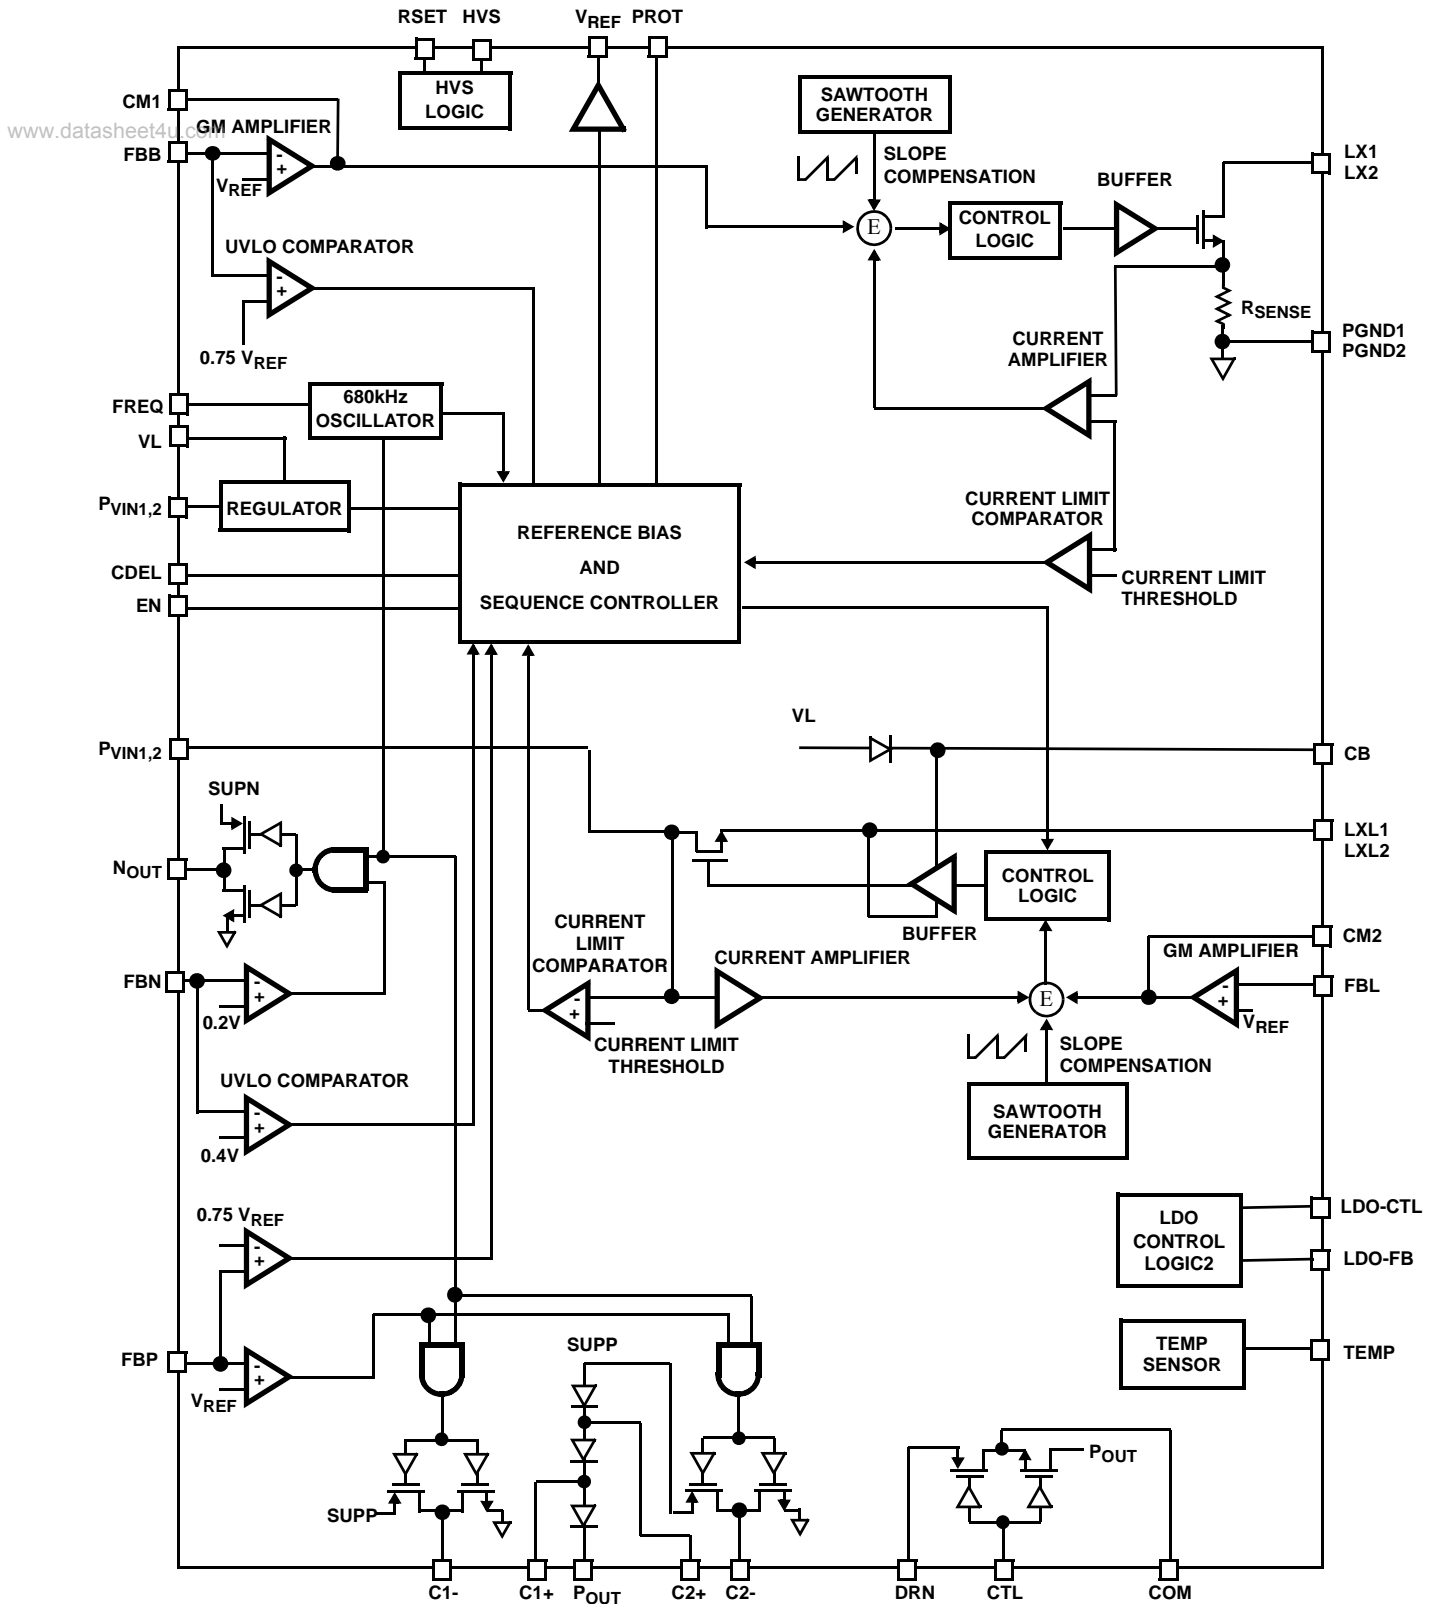 RSET HVS VREF PROT
CM1
HVS
LOGIC
SAWTOOTH
GENERATOR
www.datasheet4u.com
GM AMPLIFIER
FBB
-
+
VREF
SLOPE
COMPENSATION
BUFFER
LX1
LX2
E
CONTROL
LOGIC
UVLO COMPARATOR
-
+
0.75 VREF
RSENSE
PGND1
PGND2
CURRENT
AMPLIFIER
FREQ
680kHz
OSCILLATOR
VL
PVIN1,2
REGULATOR
REFERENCE BIAS
AND
SEQUENCE CONTROLLER
CURRENT LIMIT
COMPARATOR
CURRENT LIMIT
THRESHOLD
CDEL
EN
PVIN1,2
VL
CB
SUPN
NOUT
LXL1
LXL2
CONTROL
LOGIC
BUFFER
CURRENT
LIMIT
COMPARATOR
CURRENT AMPLIFIER
GM AMPLIFIER
CM2
FBL
FBN
-
+
0.2V
-
+
CURRENT LIMIT
THRESHOLD
E
-
+
VREF
SLOPE
COMPENSATION
UVLO COMPARATOR
-
+
0.4V
SAWTOOTH
GENERATOR
0.75 VREF
-
+
LDO
CONTROL
LOGIC2
LDO-CTL
LDO-FB
FBP
-
+
VREF
SUPP
TEMP
SENSOR
TEMP
SUPP
POUT
C1- C1+ POUT C2+ C2- DRN CTL COM